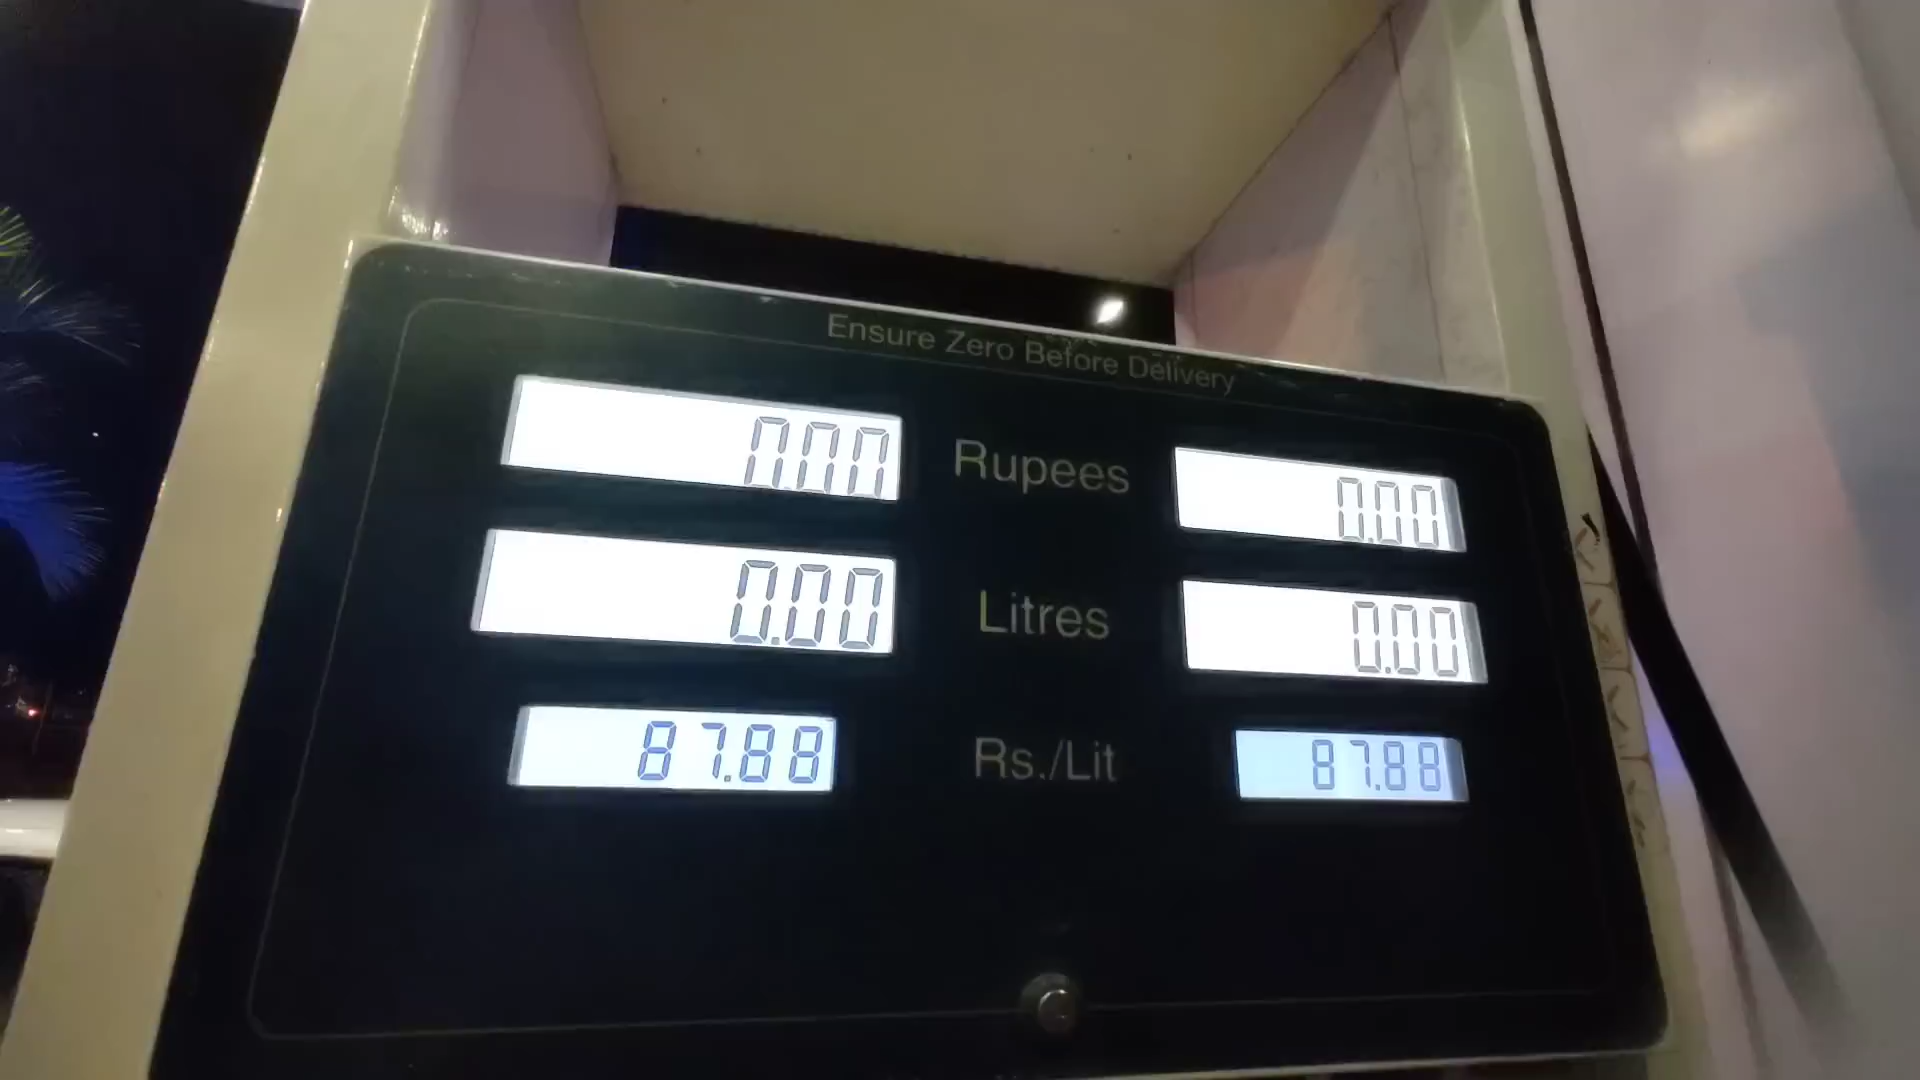 Ensure Zero Before Delivery
0.00 Rupees 0.00
0.00 Litres 0.00
87.88 Rs./Lit 87.88